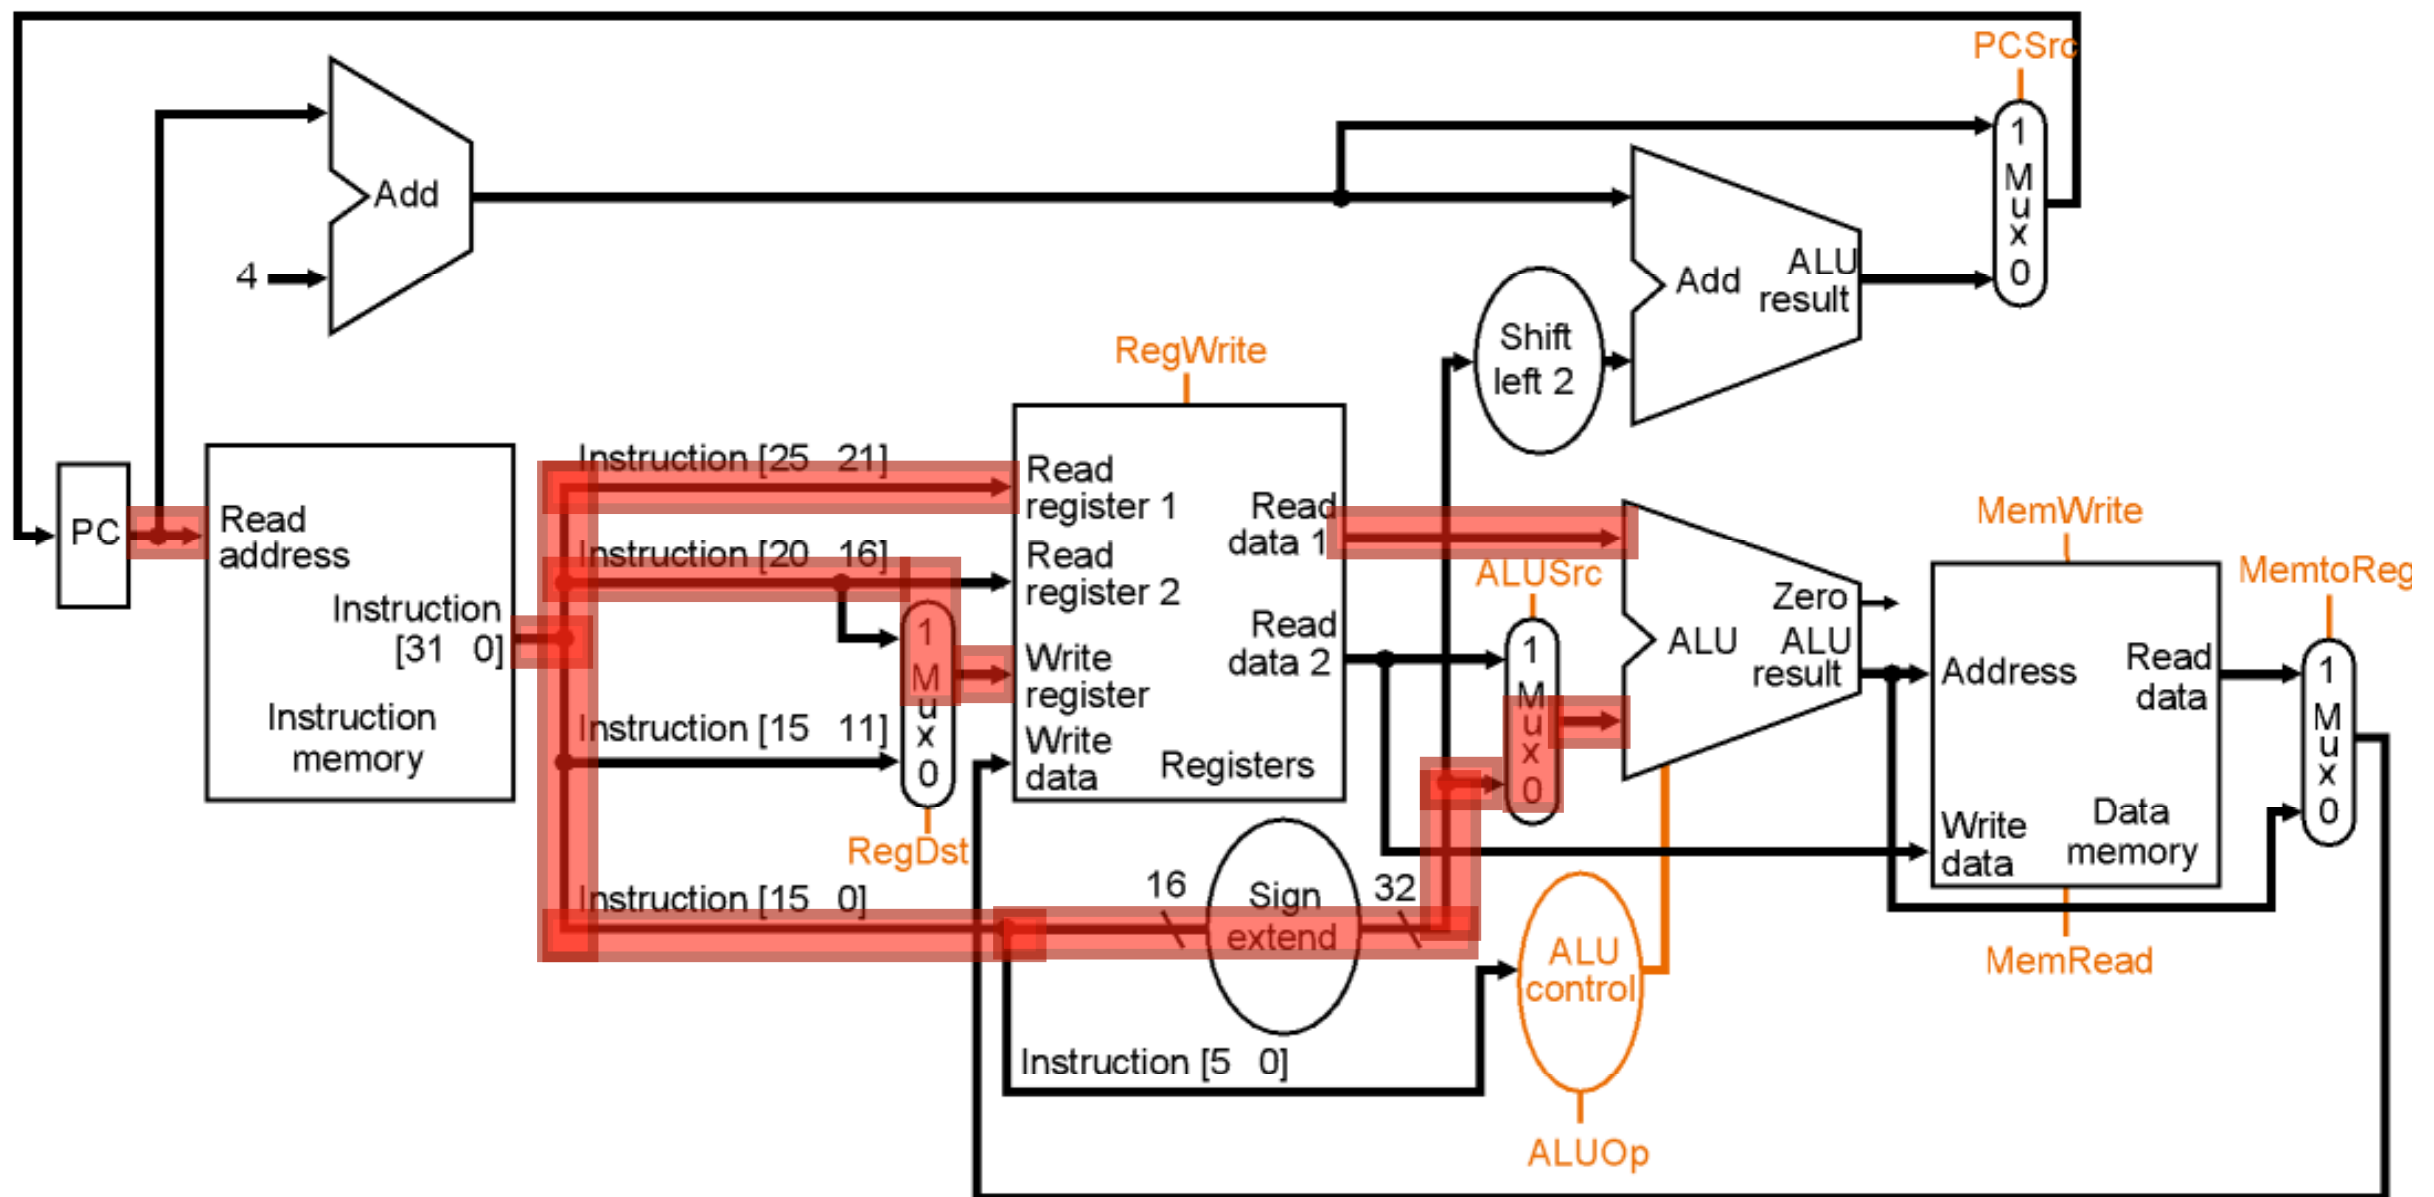 PCSrc
1
M
u
x
0
Add
4
Add
ALU
result
Shift
left 2
RegWrite
PC
Read
address
Instruction
[31 0]
Instruction
memory
Instruction [25 21]
Instruction [20 16]
Instruction [15 11]
Instruction [15 0]
1
M
u
x
0
RegDst
Read
register 1
Read
register 2
Write
register
Write
data
Read
data 1
Read
data 2
Registers
16
Sign
extend
32
Instruction [5 0]
ALUSrc
1
M
u
x
0
Zero
ALU
ALU
result
ALU
control
ALUOp
MemWrite
Address
Read
data
Write
data
Data
memory
MemRead
MemtoReg
1
M
u
x
0